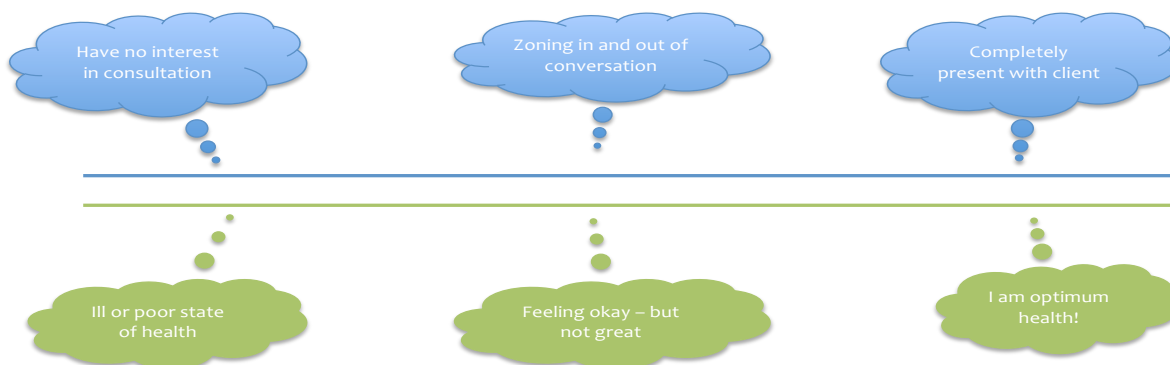 Have no interest
in consultation
Zoning in and out of
conversation
Completely
present with client
Ill or poor state
of health
Feeling okay – but
not great
I am optimum
health!